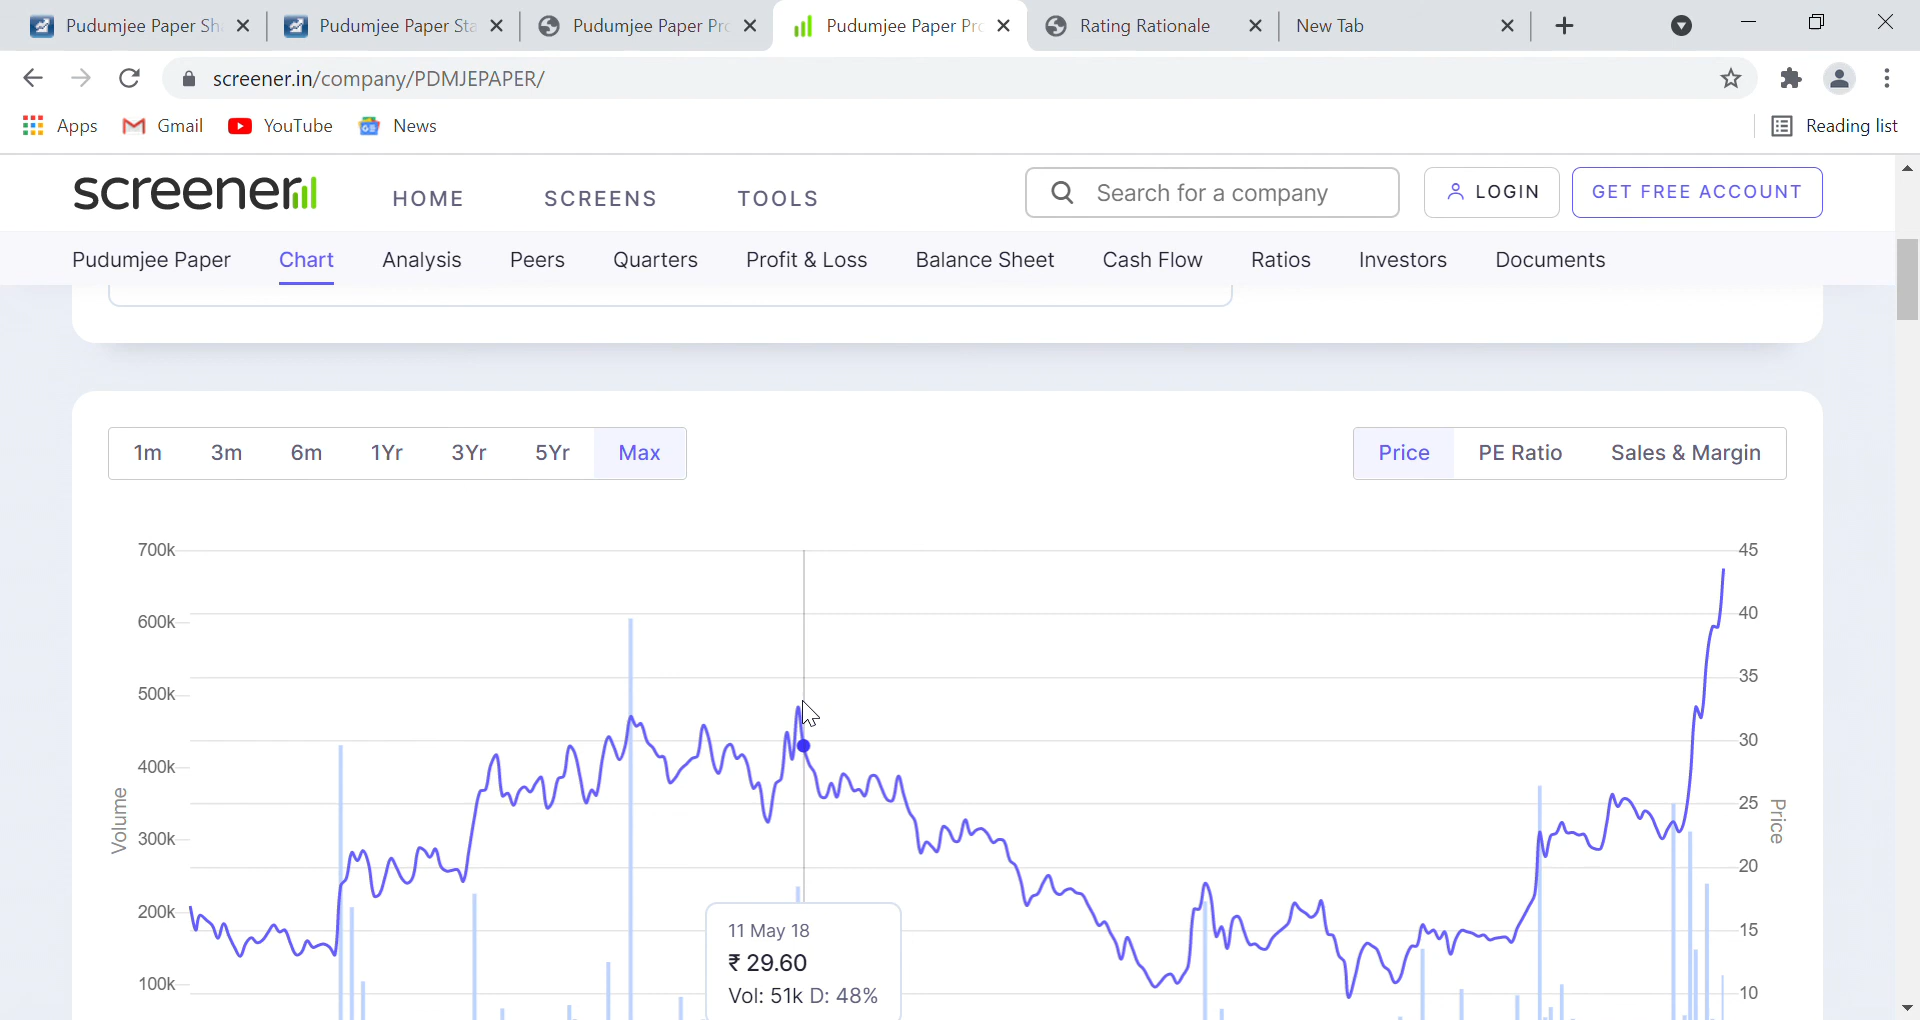 Pudumjee Paper Sh
Pudumjee Paper Sta
Pudumjee Paper Pro
Pudumjee Paper Pro
Rating Rationale
New Tab
screener.in/company/PDMJEPAPER/
Apps
Gmail
YouTube
News
Reading list
screener
HOME
SCREENS
TOOLS
Search for a company
LOGIN
GET FREE ACCOUNT
Pudumjee Paper
Chart
Analysis
Peers
Quarters
Profit & Loss
Balance Sheet
Cash Flow
Ratios
Investors
Documents
1m
3m
6m
1Yr
3Yr
5Yr
Max
Price
PE Ratio
Sales & Margin
700k
600k
500k
400k
300k
200k
100k
Volume
45
40
35
30
25
20
15
10
Price
11 May 18
₹ 29.60
Vol: 51k D: 48%